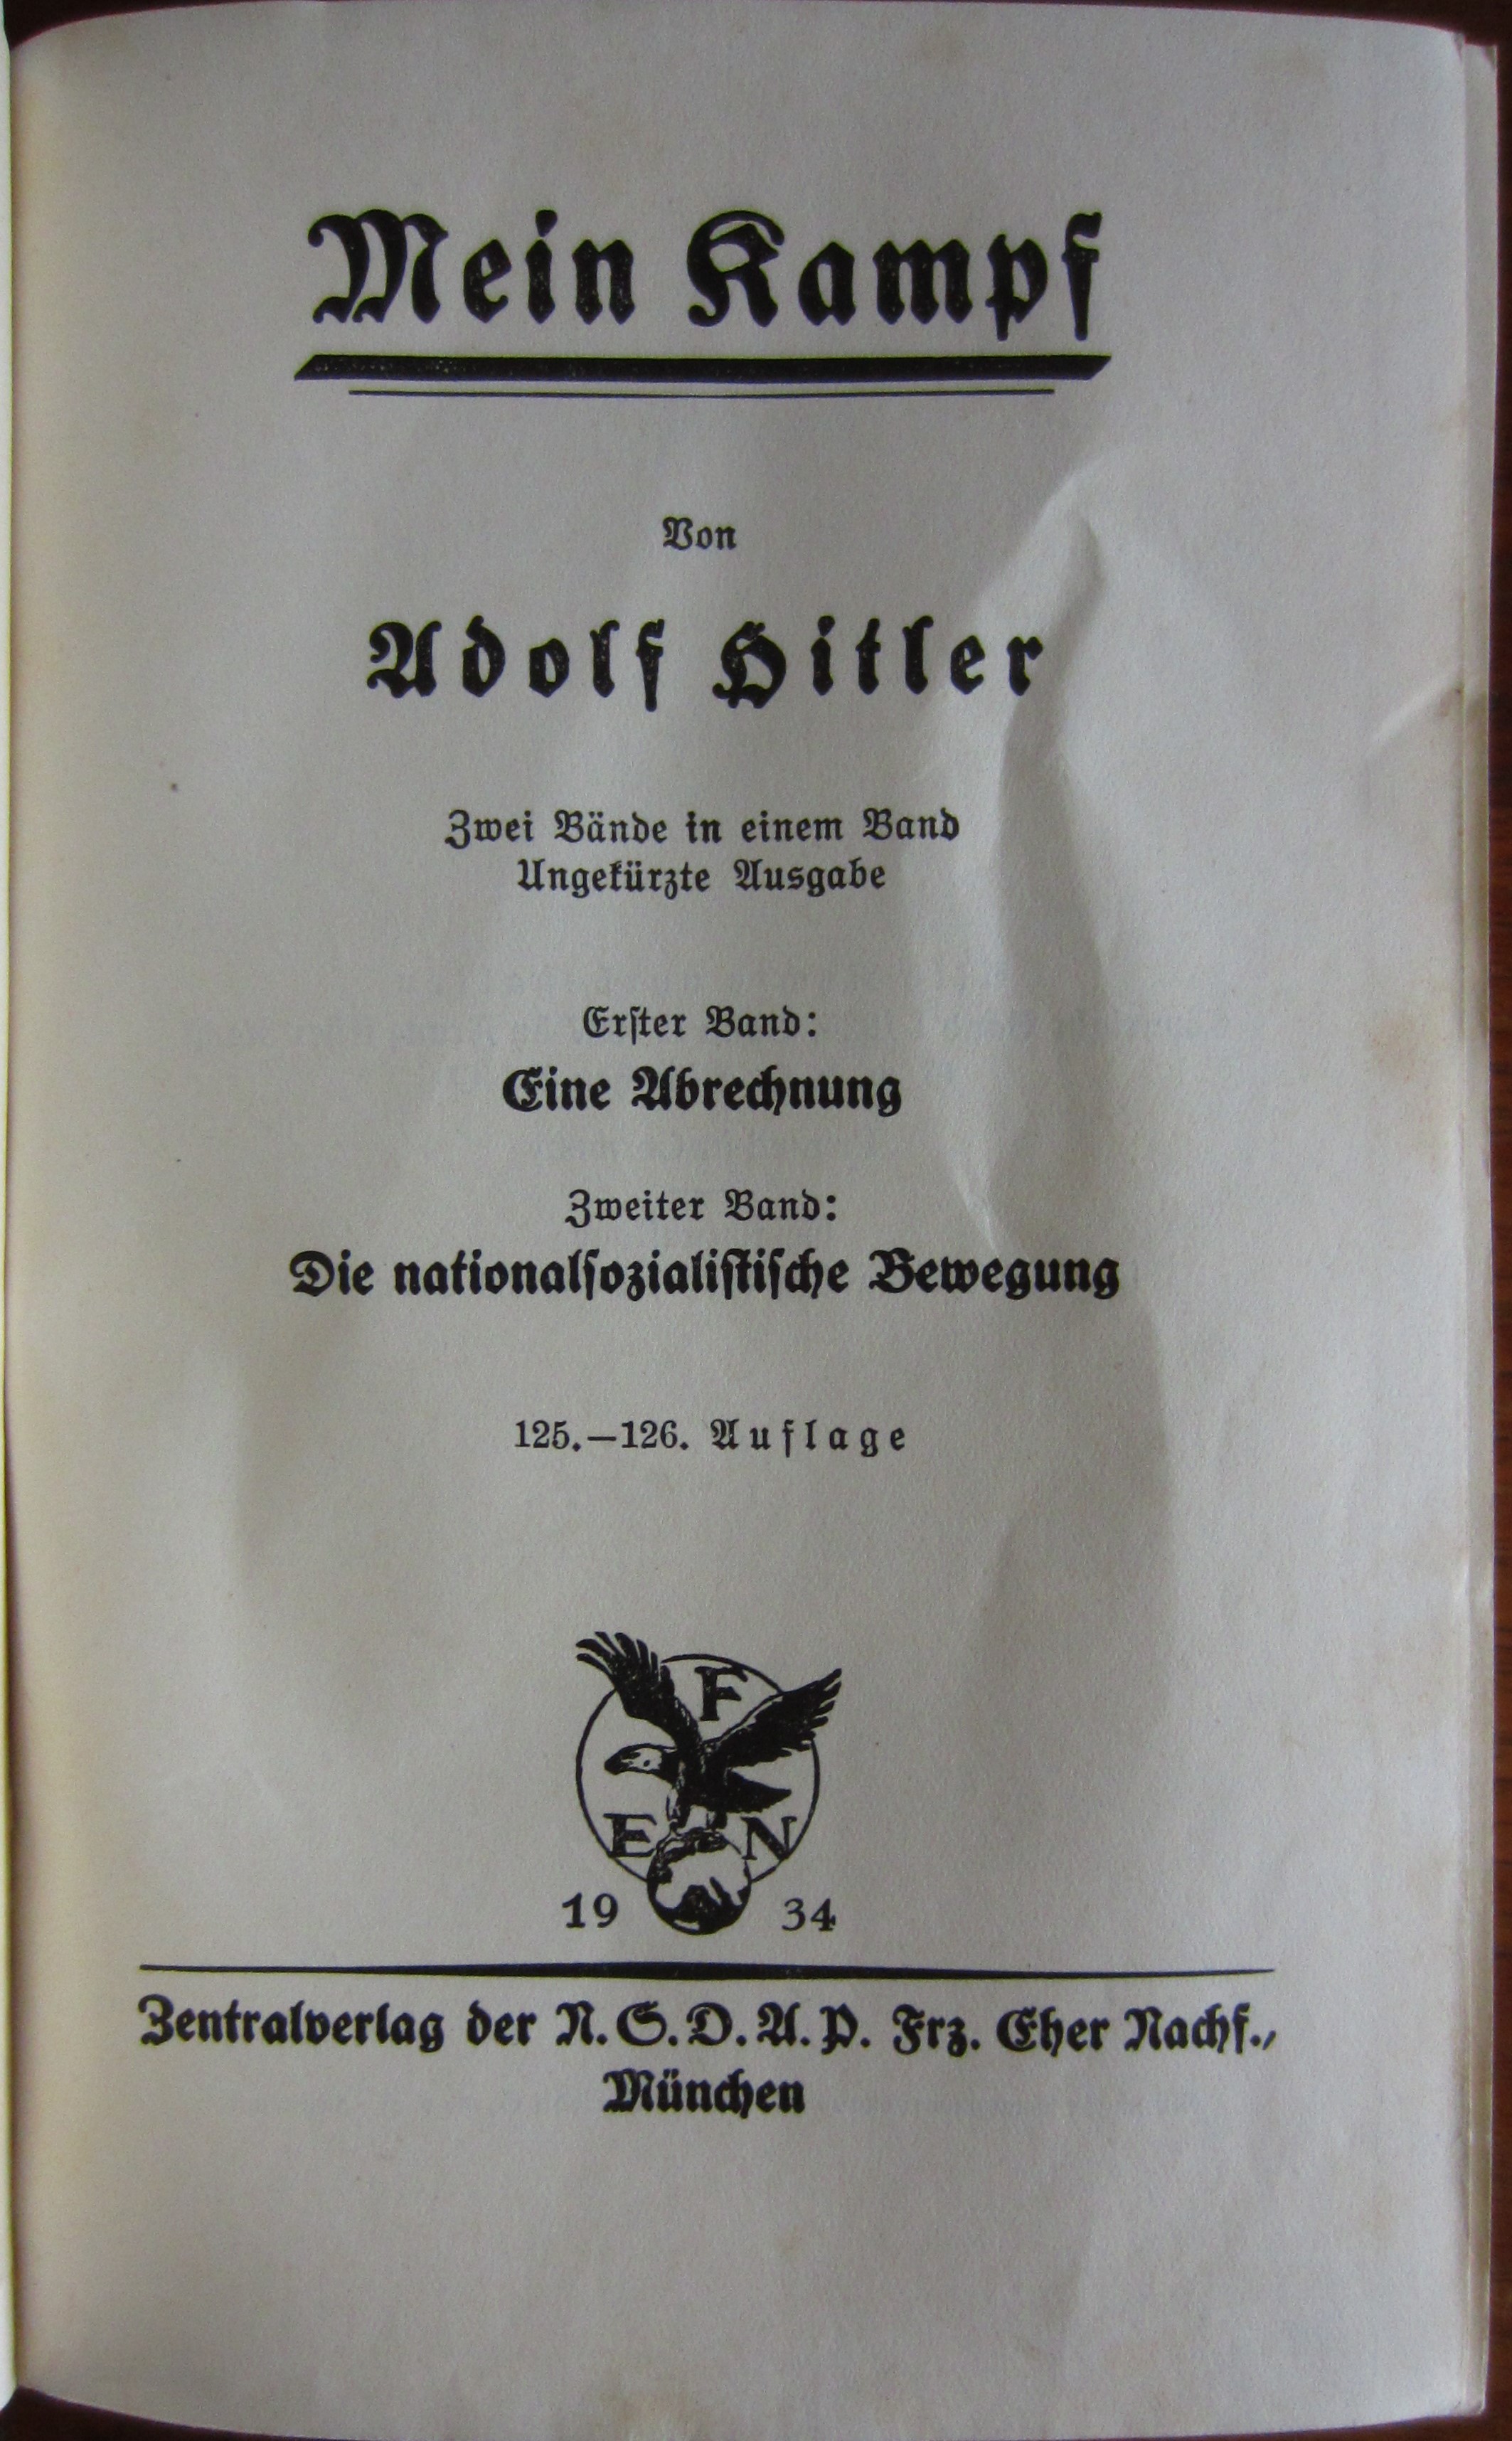 Mein Kampf
Von
Adolf Hitler
Zwei Bände in einem Band
Ungekürzte Ausgabe
Erſter Band:
Eine Abrechnung
Zweiter Band:
Die nationalſozialiſtiſche Bewegung
125.—126. Auflage
F
E N
19 34
Zentralverlag der N. S. D. A. P. Frz. Eher Nachf.,
München